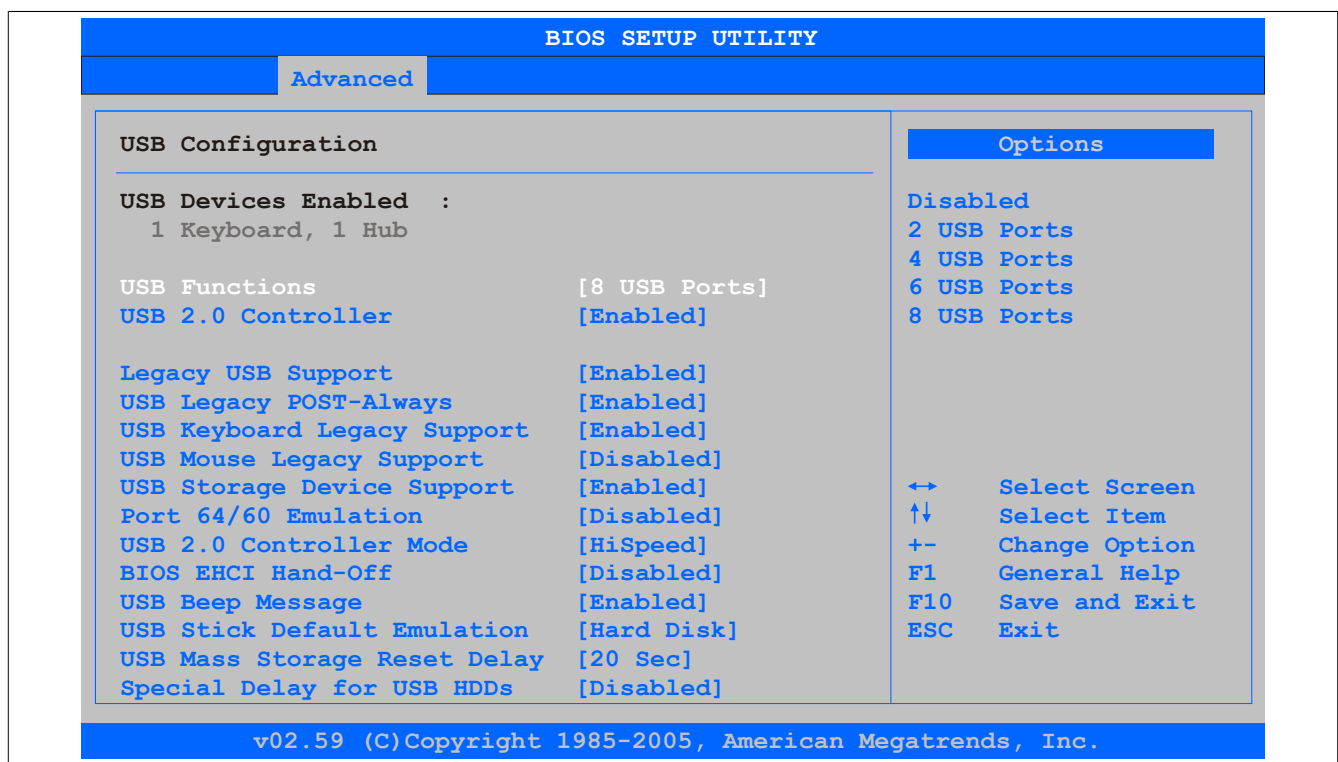 BIOS SETUP UTILITY
Advanced
USB Configuration
USB Devices Enabled :
1 Keyboard, 1 Hub
USB Functions [8 USB Ports]
USB 2.0 Controller [Enabled]
Legacy USB Support [Enabled]
USB Legacy POST-Always [Enabled]
USB Keyboard Legacy Support [Enabled]
USB Mouse Legacy Support [Disabled]
USB Storage Device Support [Enabled]
Port 64/60 Emulation [Disabled]
USB 2.0 Controller Mode [HiSpeed]
BIOS EHCI Hand-Off [Disabled]
USB Beep Message [Enabled]
USB Stick Default Emulation [Hard Disk]
USB Mass Storage Reset Delay [20 Sec]
Special Delay for USB HDDs [Disabled]
Options
Disabled
2 USB Ports
4 USB Ports
6 USB Ports
8 USB Ports
↔ Select Screen
↑↓ Select Item
+- Change Option
F1 General Help
F10 Save and Exit
ESC Exit
v02.59 (C)Copyright 1985-2005, American Megatrends, Inc.